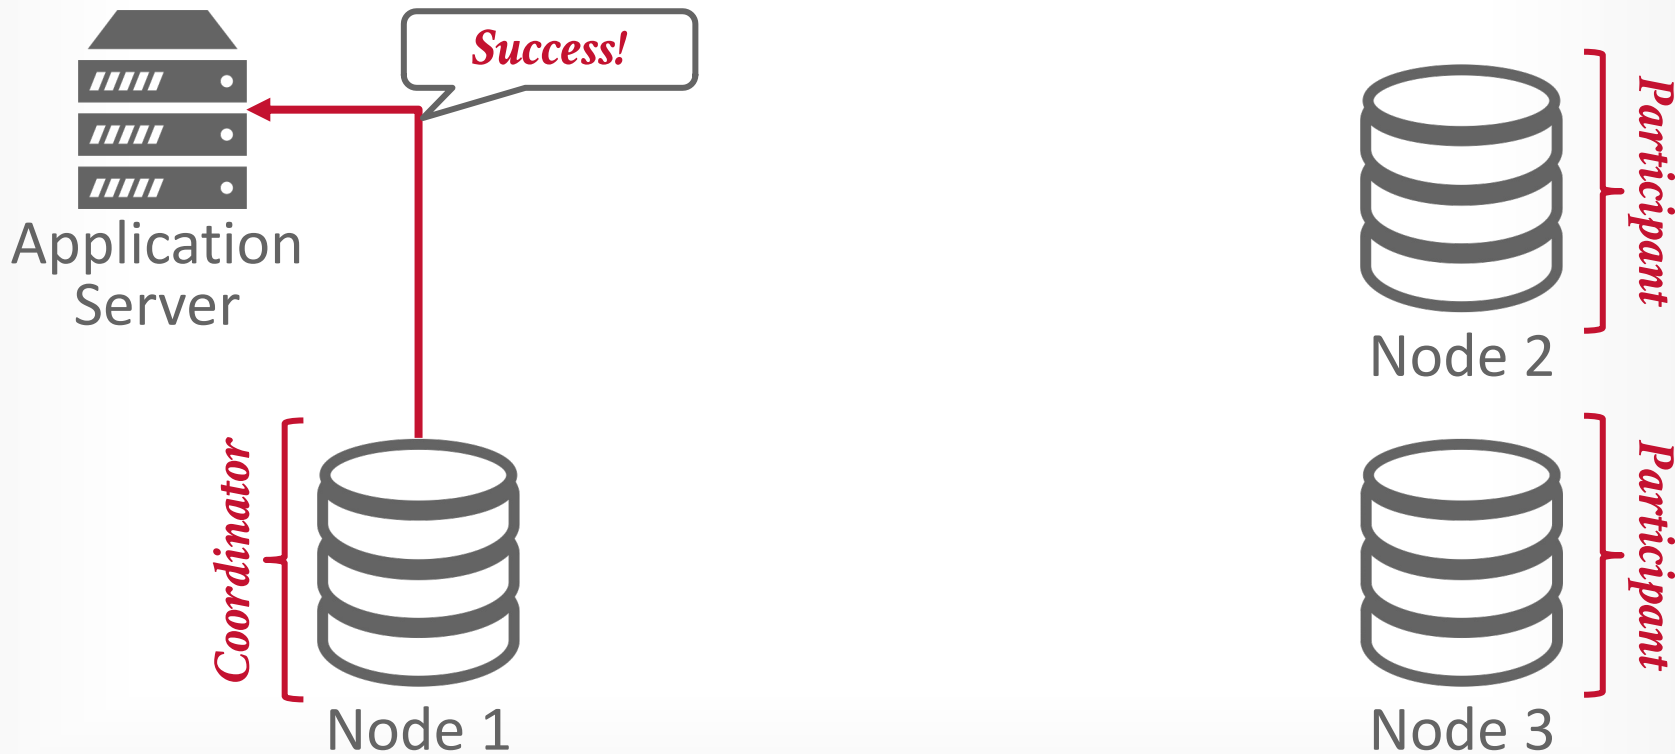 Success!
Application
Server
Participant
Node 2
Coordinator
Node 1
Participant
Node 3